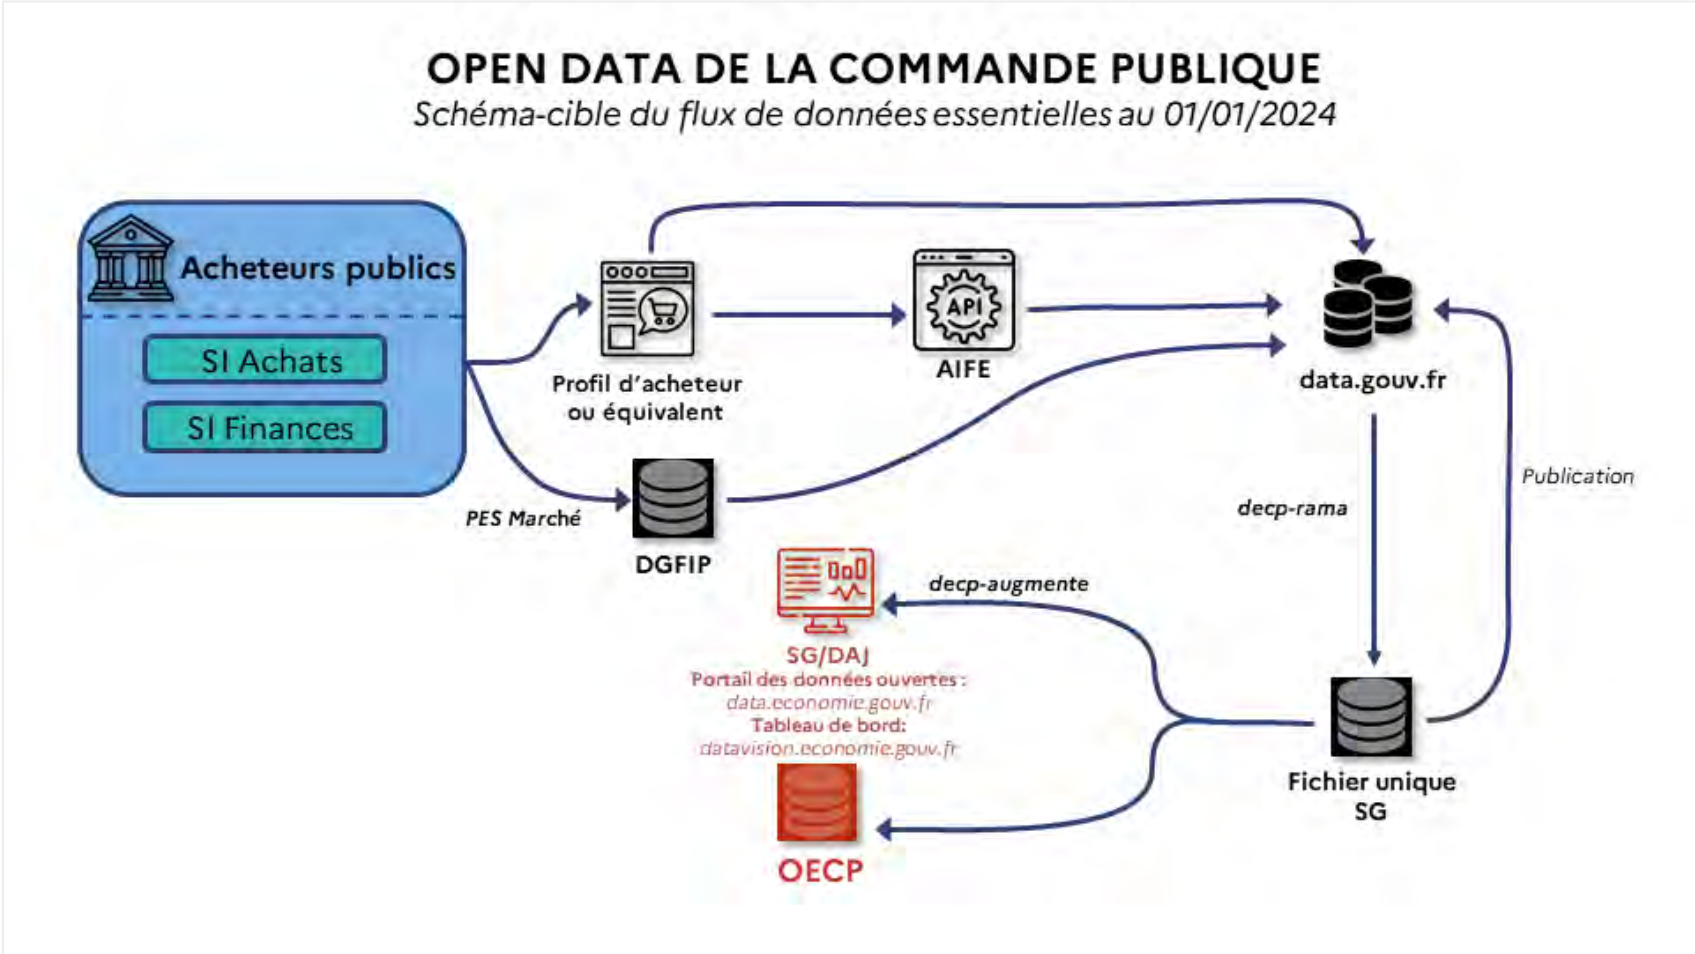 OPEN DATA DE LA COMMANDE PUBLIQUE
Schéma-cible du flux de données essentielles au 01/01/2024
Acheteurs publics
SI Achats
SI Finances
Profil d'acheteur
ou équivalent
API
AIFE
data.gouv.fr
PES Marché
DGFIP
decp-rama
Publication
decp-augmente
SG/DAJ
Portail des données ouvertes :
data.economie.gouv.fr
Tableau de bord:
datavision.economie.gouv.fr
OECP
Fichier unique
SG